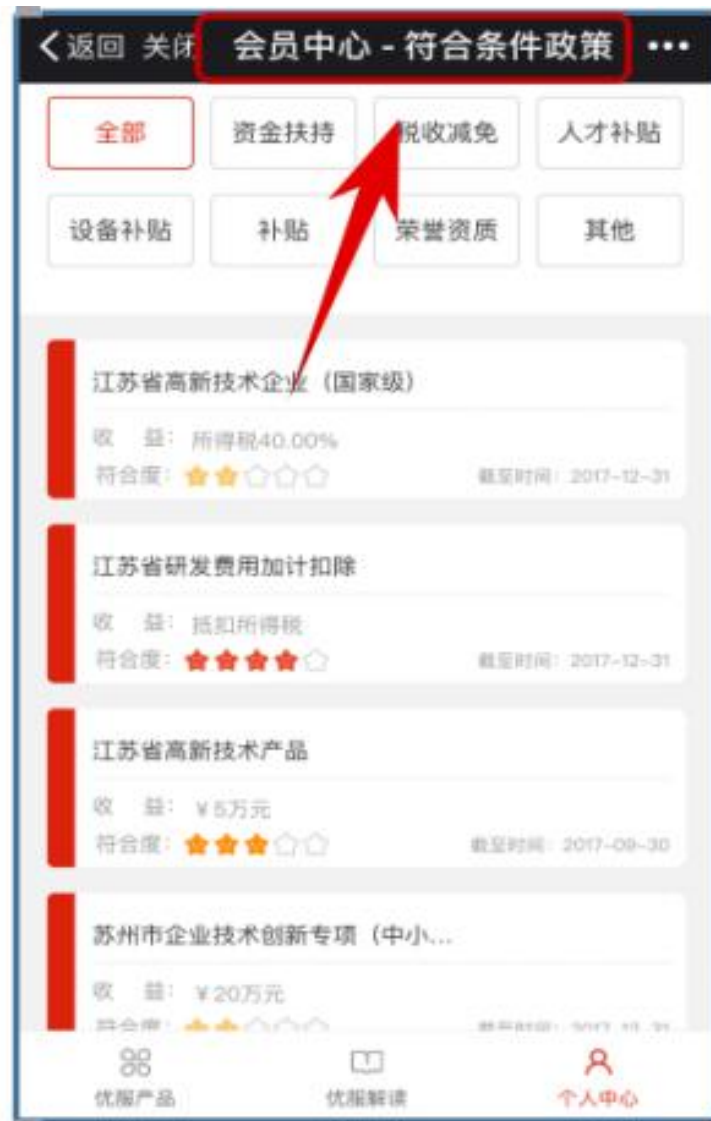 返回 关闭 会员中心 - 符合条件政策
全部 资金扶持 税收减免 人才补贴
设备补贴 补贴 荣誉资质 其他
江苏省高新技术企业（国家级）
收 益： 所得税40.00%
符合度： 截至时间：2017-12-31
江苏省研发费用加计扣除
收 益： 抵扣所得税
符合度： 截至时间：2017-12-31
江苏省高新技术产品
收 益： ￥5万元
符合度： 截至时间：2017-09-30
苏州市企业技术创新专项（中小...
收 益： ￥20万元
优服产品 优服解读 个人中心